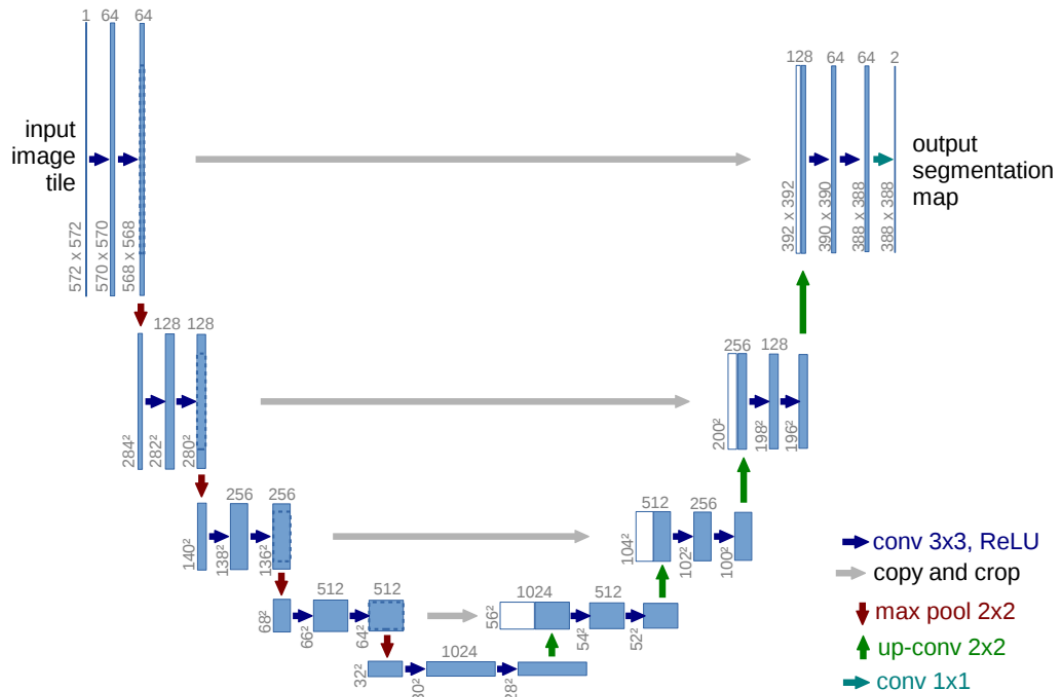 1 64 64
128 64 64 2
input
image
tile
output
segmentation
map
572 x 572
570 x 570
568 x 568
392 x 392
390 x 390
388 x 388
388 x 388
128 128
256 128
284²
282²
280²
200²
198²
196²
256 256
512 256
140²
138²
136²
104²
102²
100²
512 512
1024 512
68²
66²
64²
56²
54²
52²
1024
32²
30²
28²
conv 3x3, ReLU
copy and crop
max pool 2x2
up-conv 2x2
conv 1x1